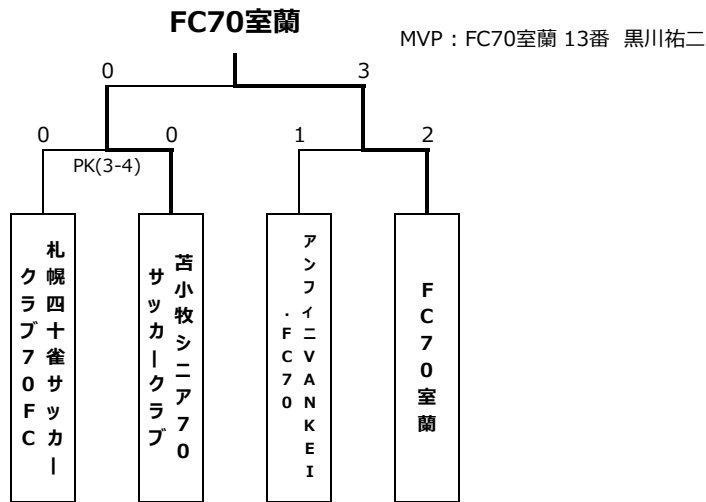 FC70室蘭
MVP：FC70室蘭 13番 黒川祐二
0
3
0
0
1
2
PK(3-4)
札幌四十雀サッカー
クラブ70FC
苫小牧シニア70
サッカークラブ
アンフィニVANKEI
.FC70
FC70室蘭